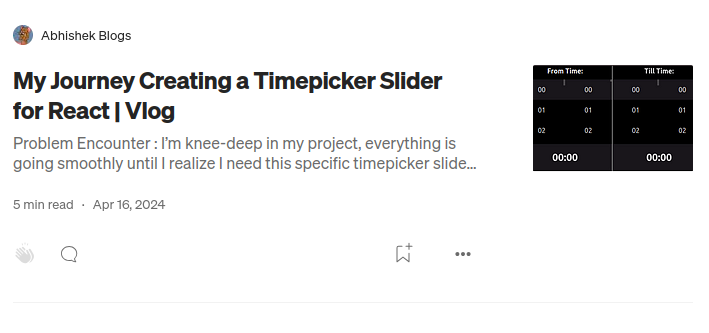 Abhishek Blogs
My Journey Creating a Timepicker Slider
for React | Vlog
Problem Encounter : I’m knee-deep in my project, everything is
going smoothly until I realize I need this specific timepicker slide...
5 min read · Apr 16, 2024
From Time: Till Time:
00 00 00 00
01 01 01 01
02 02 02 02
00:00 00:00